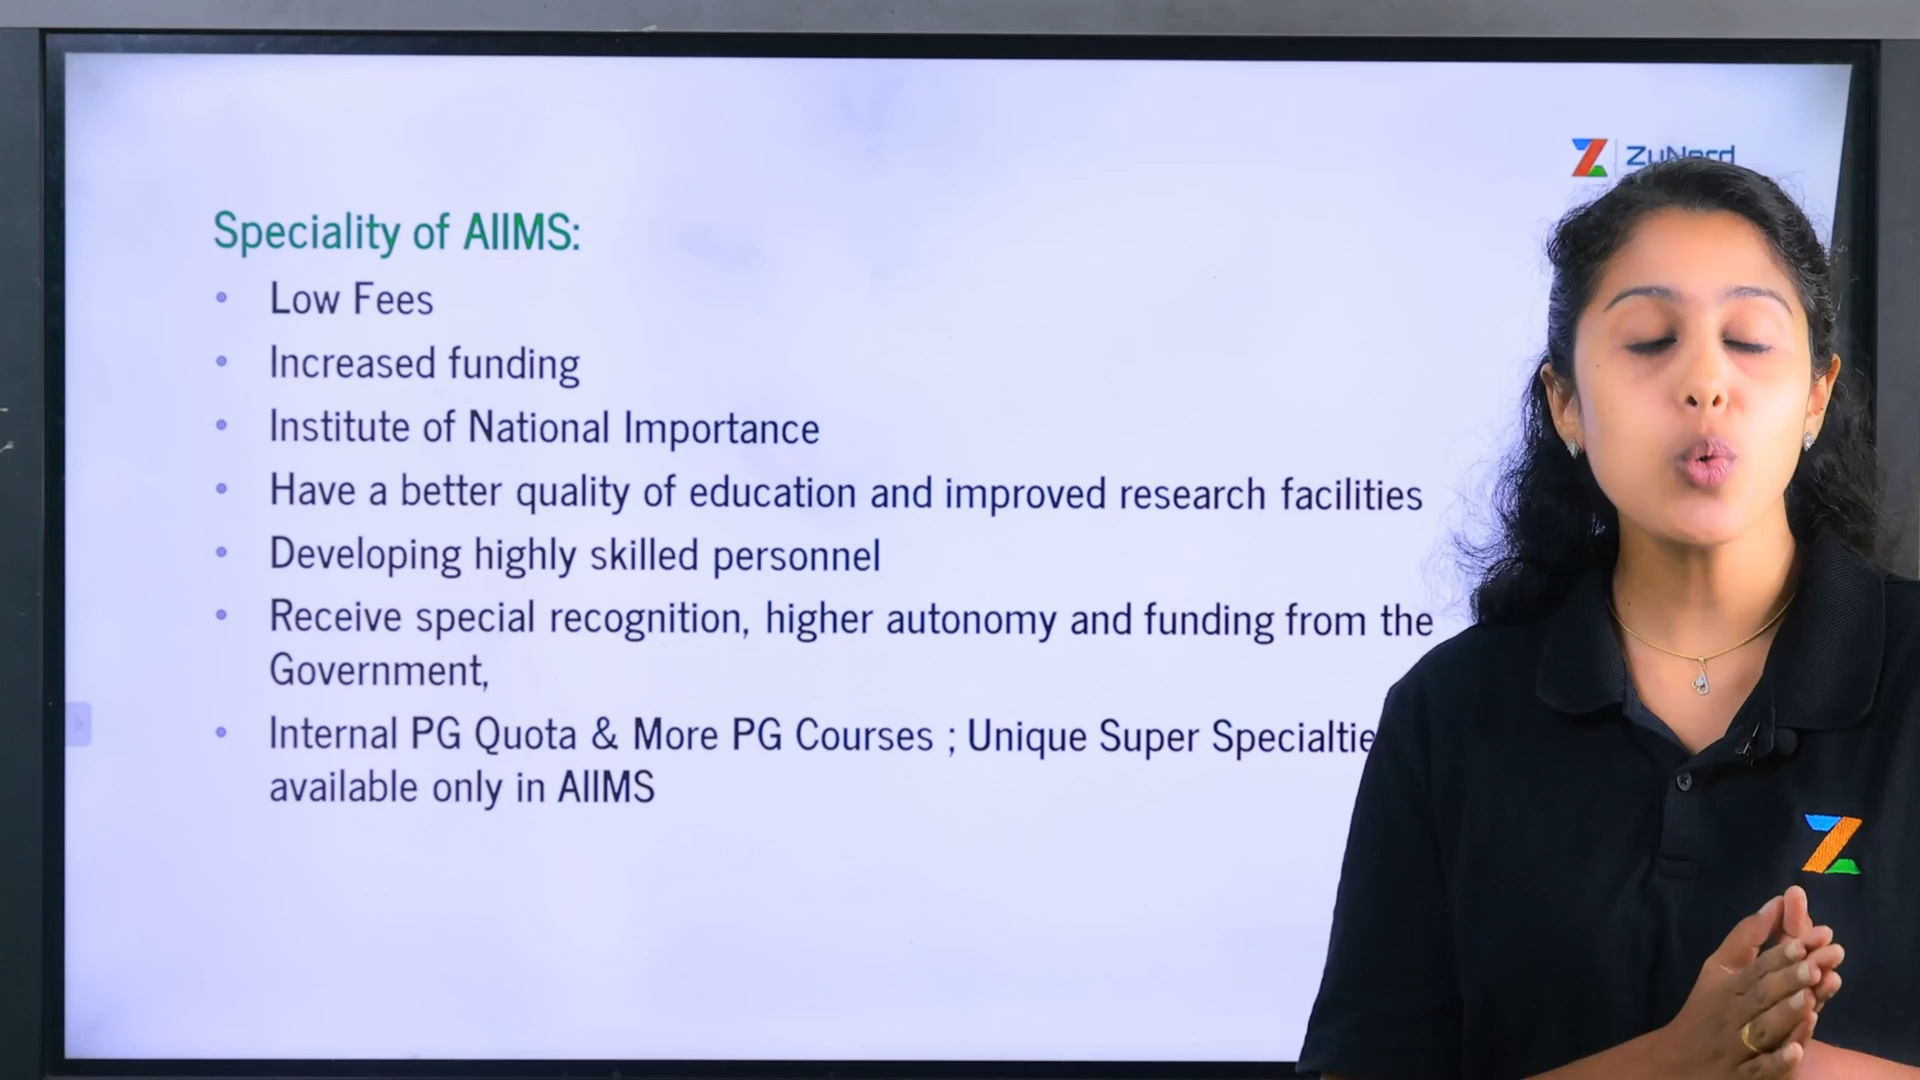 ZuNerd
Speciality of AIIMS:
• Low Fees
• Increased funding
• Institute of National Importance
• Have a better quality of education and improved research facilities
• Developing highly skilled personnel
• Receive special recognition, higher autonomy and funding from the
Government,
• Internal PG Quota & More PG Courses ; Unique Super
available only in AIIMS
Z